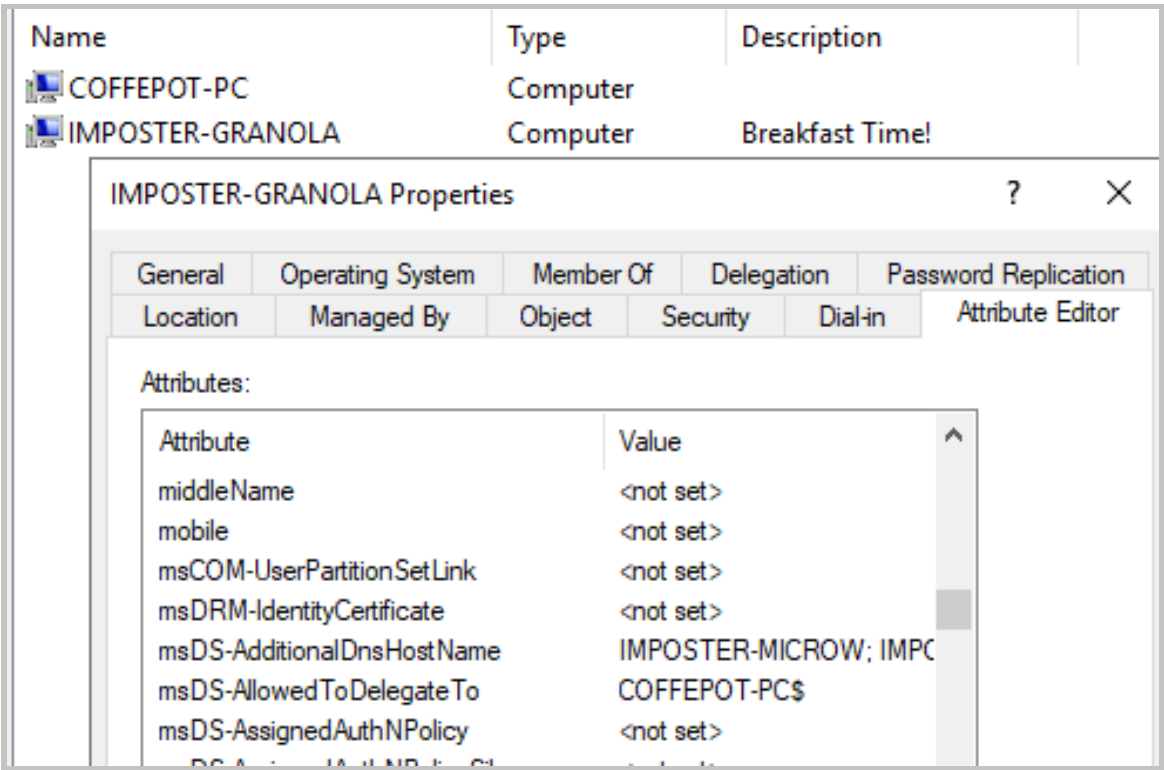 Name Type Description
COFFEPOT-PC Computer
IMPOSTER-GRANOLA Computer Breakfast Time!
IMPOSTER-GRANOLA Properties ? ×
General Operating System Member Of Delegation Password Replication
Location Managed By Object Security Dial-in Attribute Editor
Attributes:
Attribute Value
middleName <not set>
mobile <not set>
msCOM-UserPartitionSetLink <not set>
msDRM-IdentityCertificate <not set>
msDS-AdditionalDnsHostName IMPOSTER-MICROW; IMPC
msDS-AllowedToDelegateTo COFFEPOT-PC$
msDS-AssignedAuthNPolicy <not set>